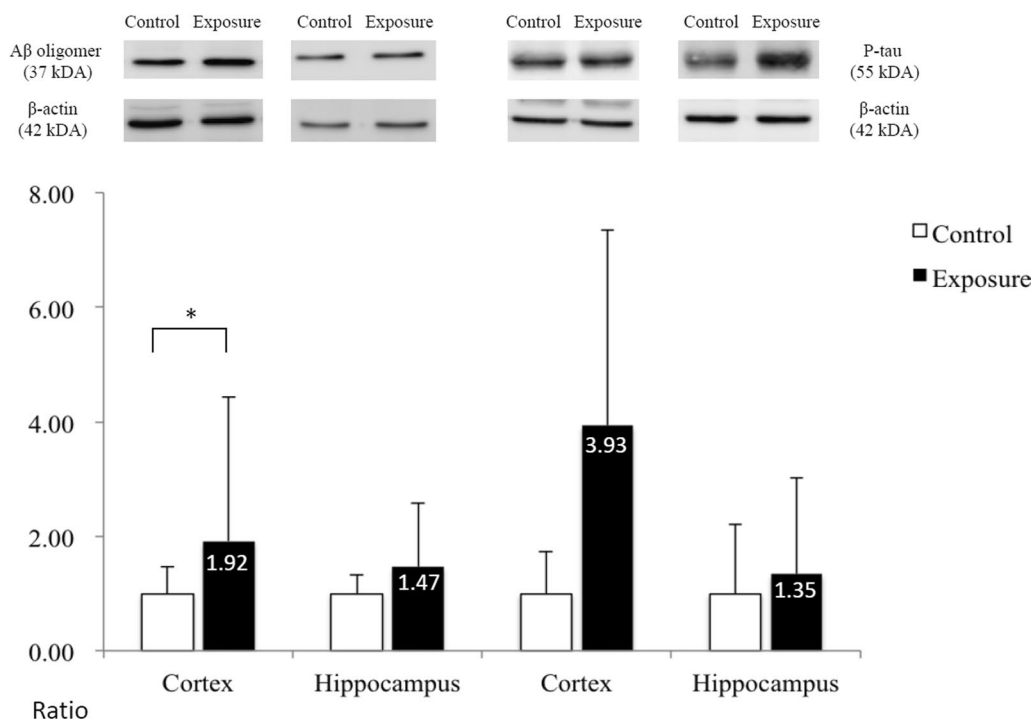 Control Exposure Control Exposure Control Exposure Control Exposure
Aβ oligomer
(37 kDA)
P-tau
(55 kDA)
β-actin
(42 kDA)
β-actin
(42 kDA)
8.00
6.00
4.00
2.00
0.00
*
1.92
1.47
3.93
1.35
Control
Exposure
Cortex Hippocampus Cortex Hippocampus
Ratio